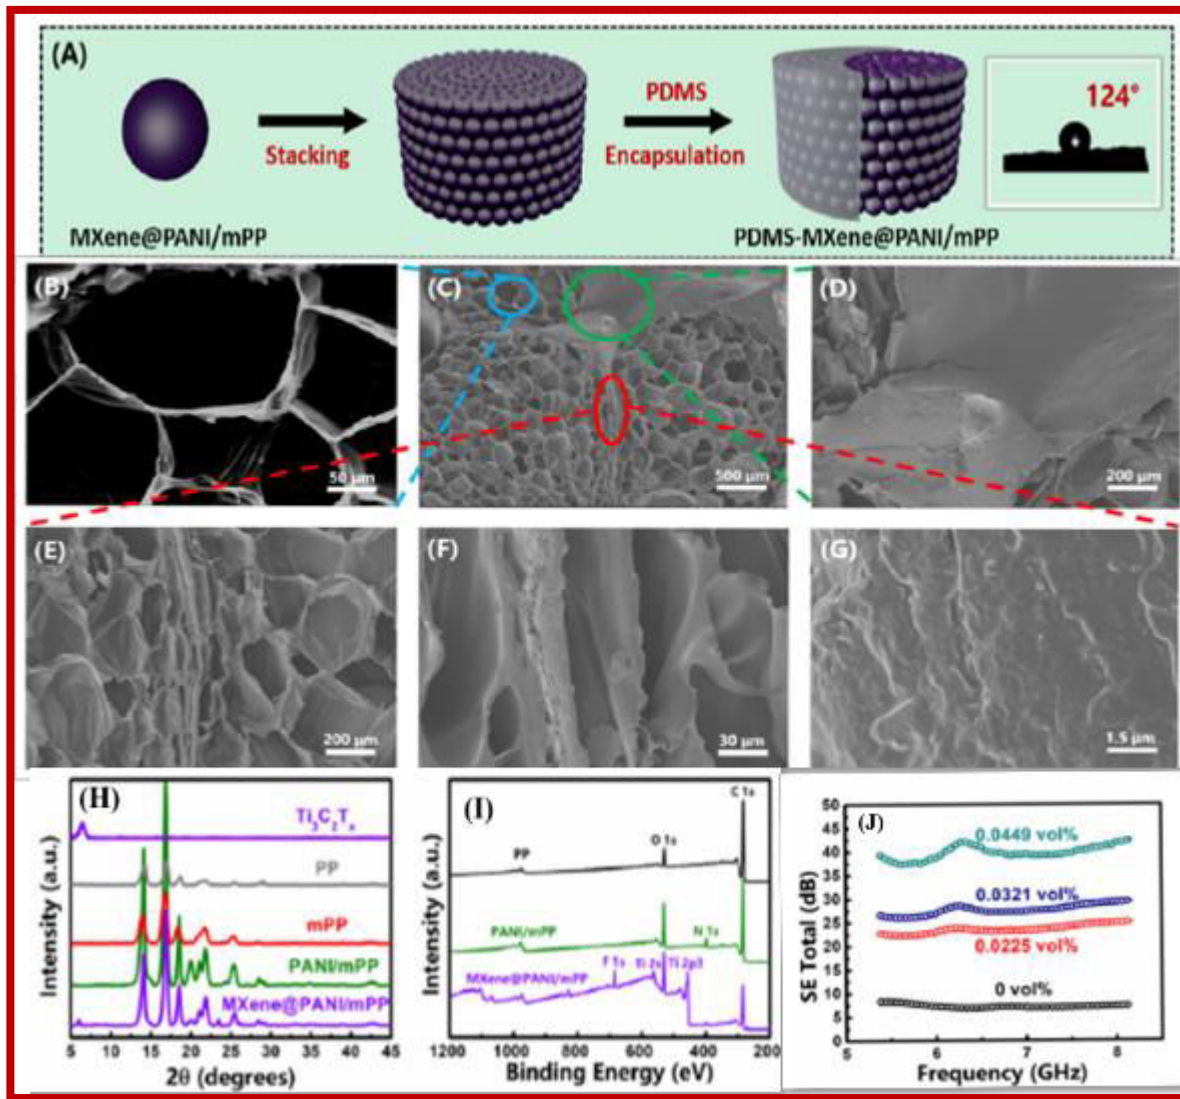 (A)
124°
PDMS
Stacking
Encapsulation
MXene@PANI/mPP
PDMS-MXene@PANI/mPP
(B)
50 µm
(C)
500 µm
(D)
200 µm
(E)
200 µm
(F)
30 µm
(G)
1.5 µm
(H)
Ti₃C₂Tₓ
PP
mPP
PANI/mPP
MXene@PANI/mPP
Intensity (a.u.)
5 15 25 35 45
2θ (degrees)
(I)
C 1s
O 1s
PP
PANI/mPP
N 1s
F 1s
Ti 2s
Ti 2p3
MXene@PANI/mPP
Intensity (a.u.)
1200 1000 800 600 400 200
Binding Energy (eV)
(J)
50
45
40
35
30
25
20
15
10
5
0
0.0449 vol%
0.0321 vol%
0.0225 vol%
0 vol%
SE Total (dB)
5 6 7 8
Frequency (GHz)